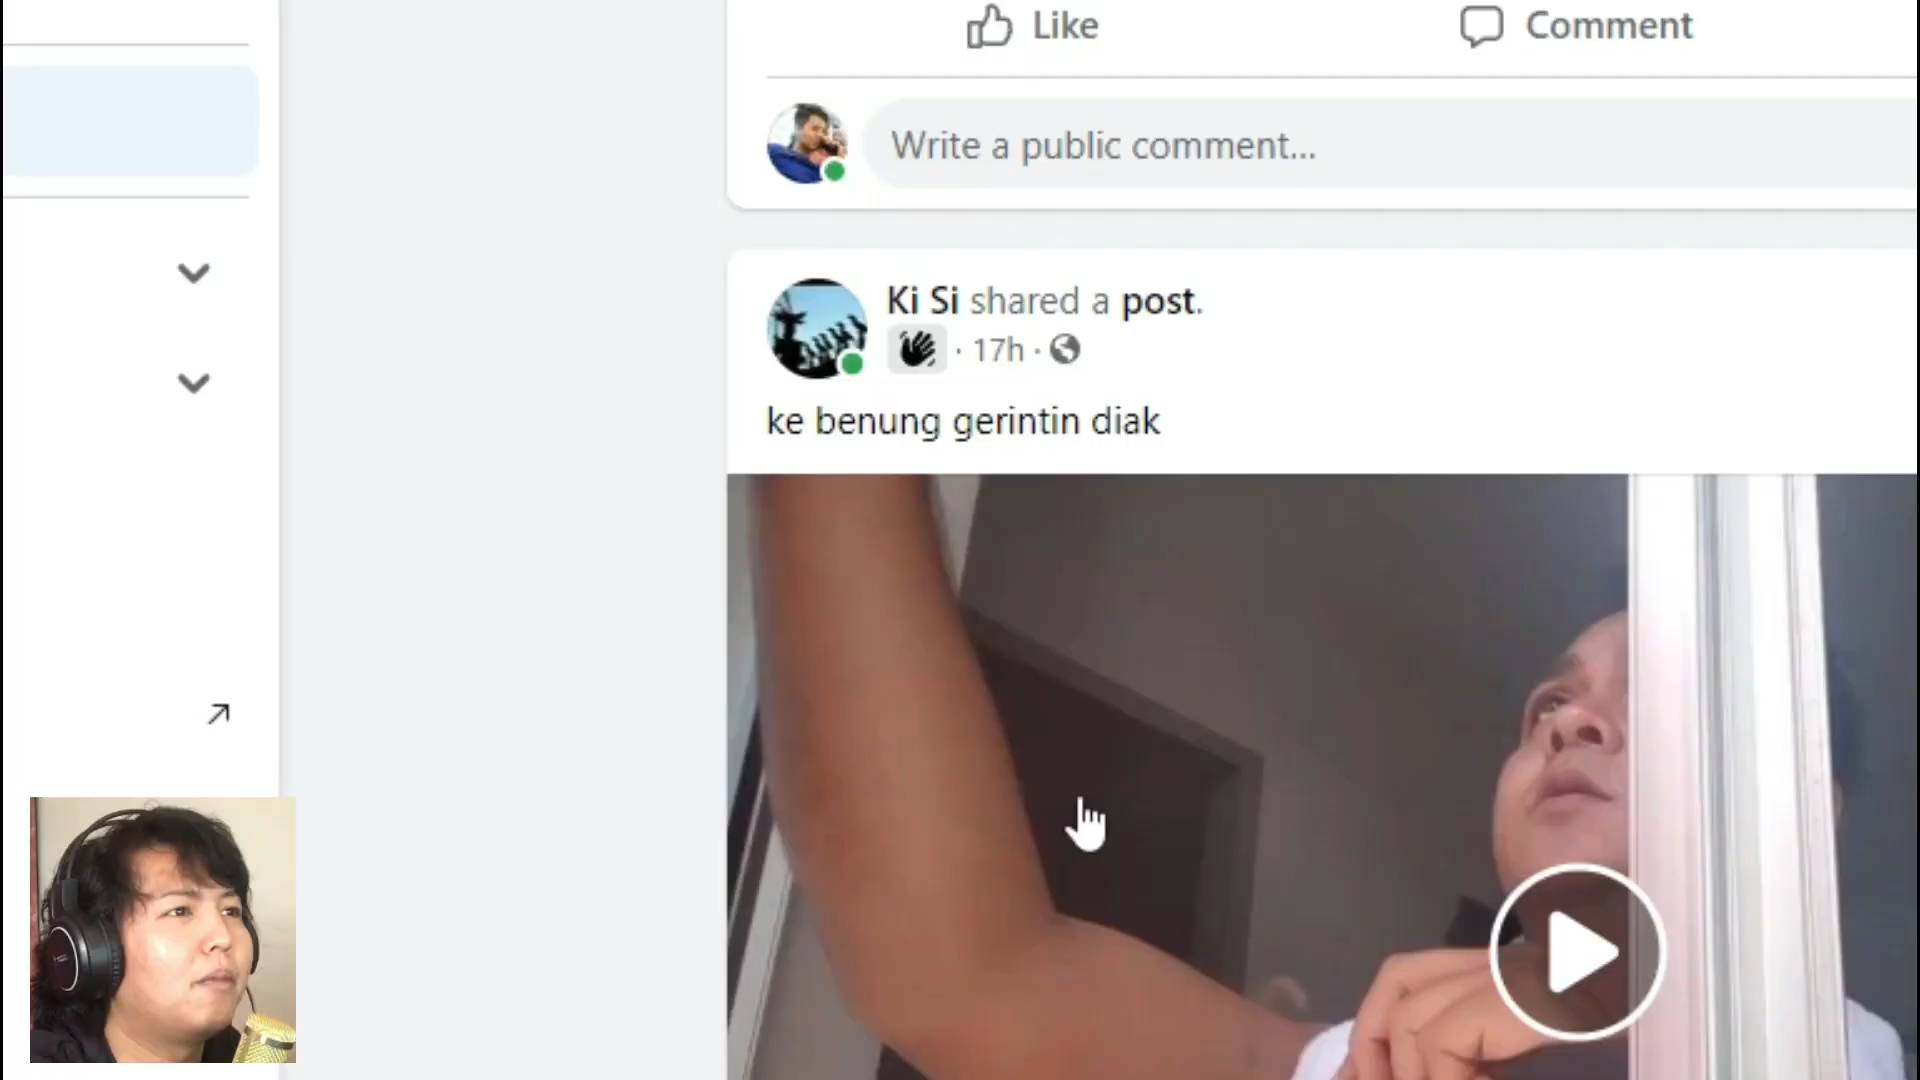 Like
Comment
Write a public comment...
Ki Si shared a post.
· 17h ·
ke benung gerintin diak